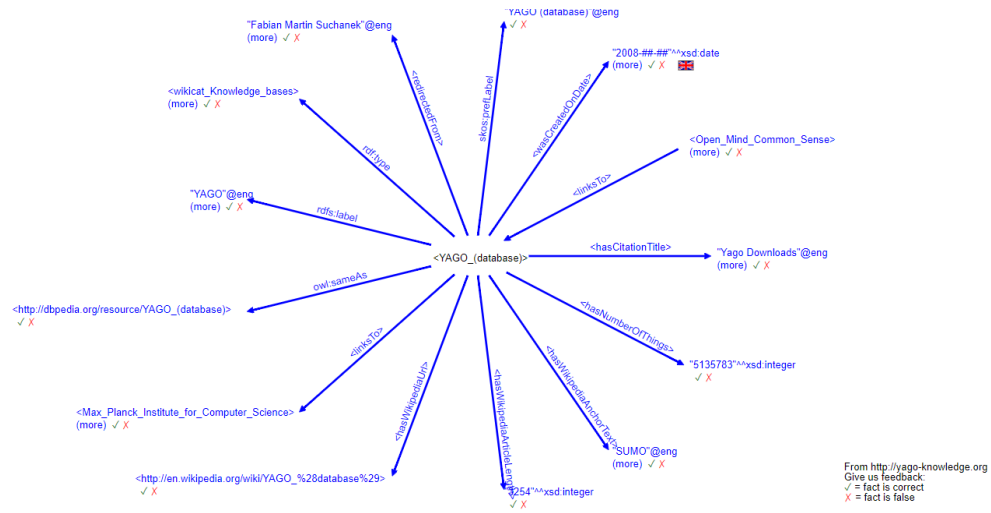 "YAGO (database)"@eng
✓ ✗
"Fabian Martin Suchanek"@eng
(more) ✓ ✗
"2008-##-##"^^xsd:date
(more) ✓ ✗
<redirectedFrom>
skos:prefLabel
<wasCreatedOnDate>
<wikicat_Knowledge_bases>
(more) ✓ ✗
rdf:type
<Open_Mind_Common_Sense>
(more) ✓ ✗
<linksTo>
"YAGO"@eng
(more) ✓ ✗
rdfs:label
<YAGO_(database)>
<hasCitationTitle>
"Yago Downloads"@eng
(more) ✓ ✗
owl:sameAs
<http://dbpedia.org/resource/YAGO_(database)>
✓ ✗
<hasNumberOfThings>
"5135783"^^xsd:integer
✓ ✗
<linksTo>
<Max_Planck_Institute_for_Computer_Science>
(more) ✓ ✗
<hasWikipediaUrl>
<hasWikipediaArticleLength>
<hasWikipediaAnchorText>
"SUMO"@eng
(more) ✓ ✗
<http://en.wikipedia.org/wiki/YAGO_%28database%29>
✓ ✗
254"^^xsd:integer
✓ ✗
From http://yago-knowledge.org
Give us feedback:
✓ = fact is correct
✗ = fact is false